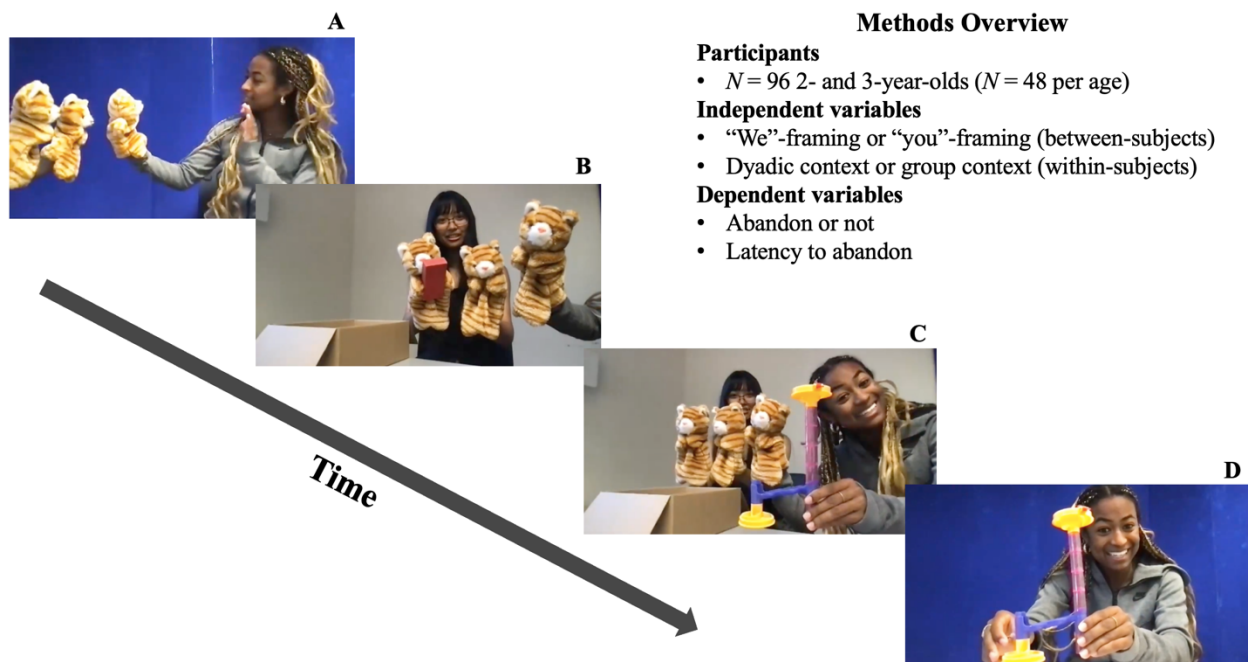 A
B
C
D
Time
Methods Overview
Participants
• N = 96 2- and 3-year-olds (N = 48 per age)
Independent variables
• “We”-framing or “you”-framing (between-subjects)
• Dyadic context or group context (within-subjects)
Dependent variables
• Abandon or not
• Latency to abandon